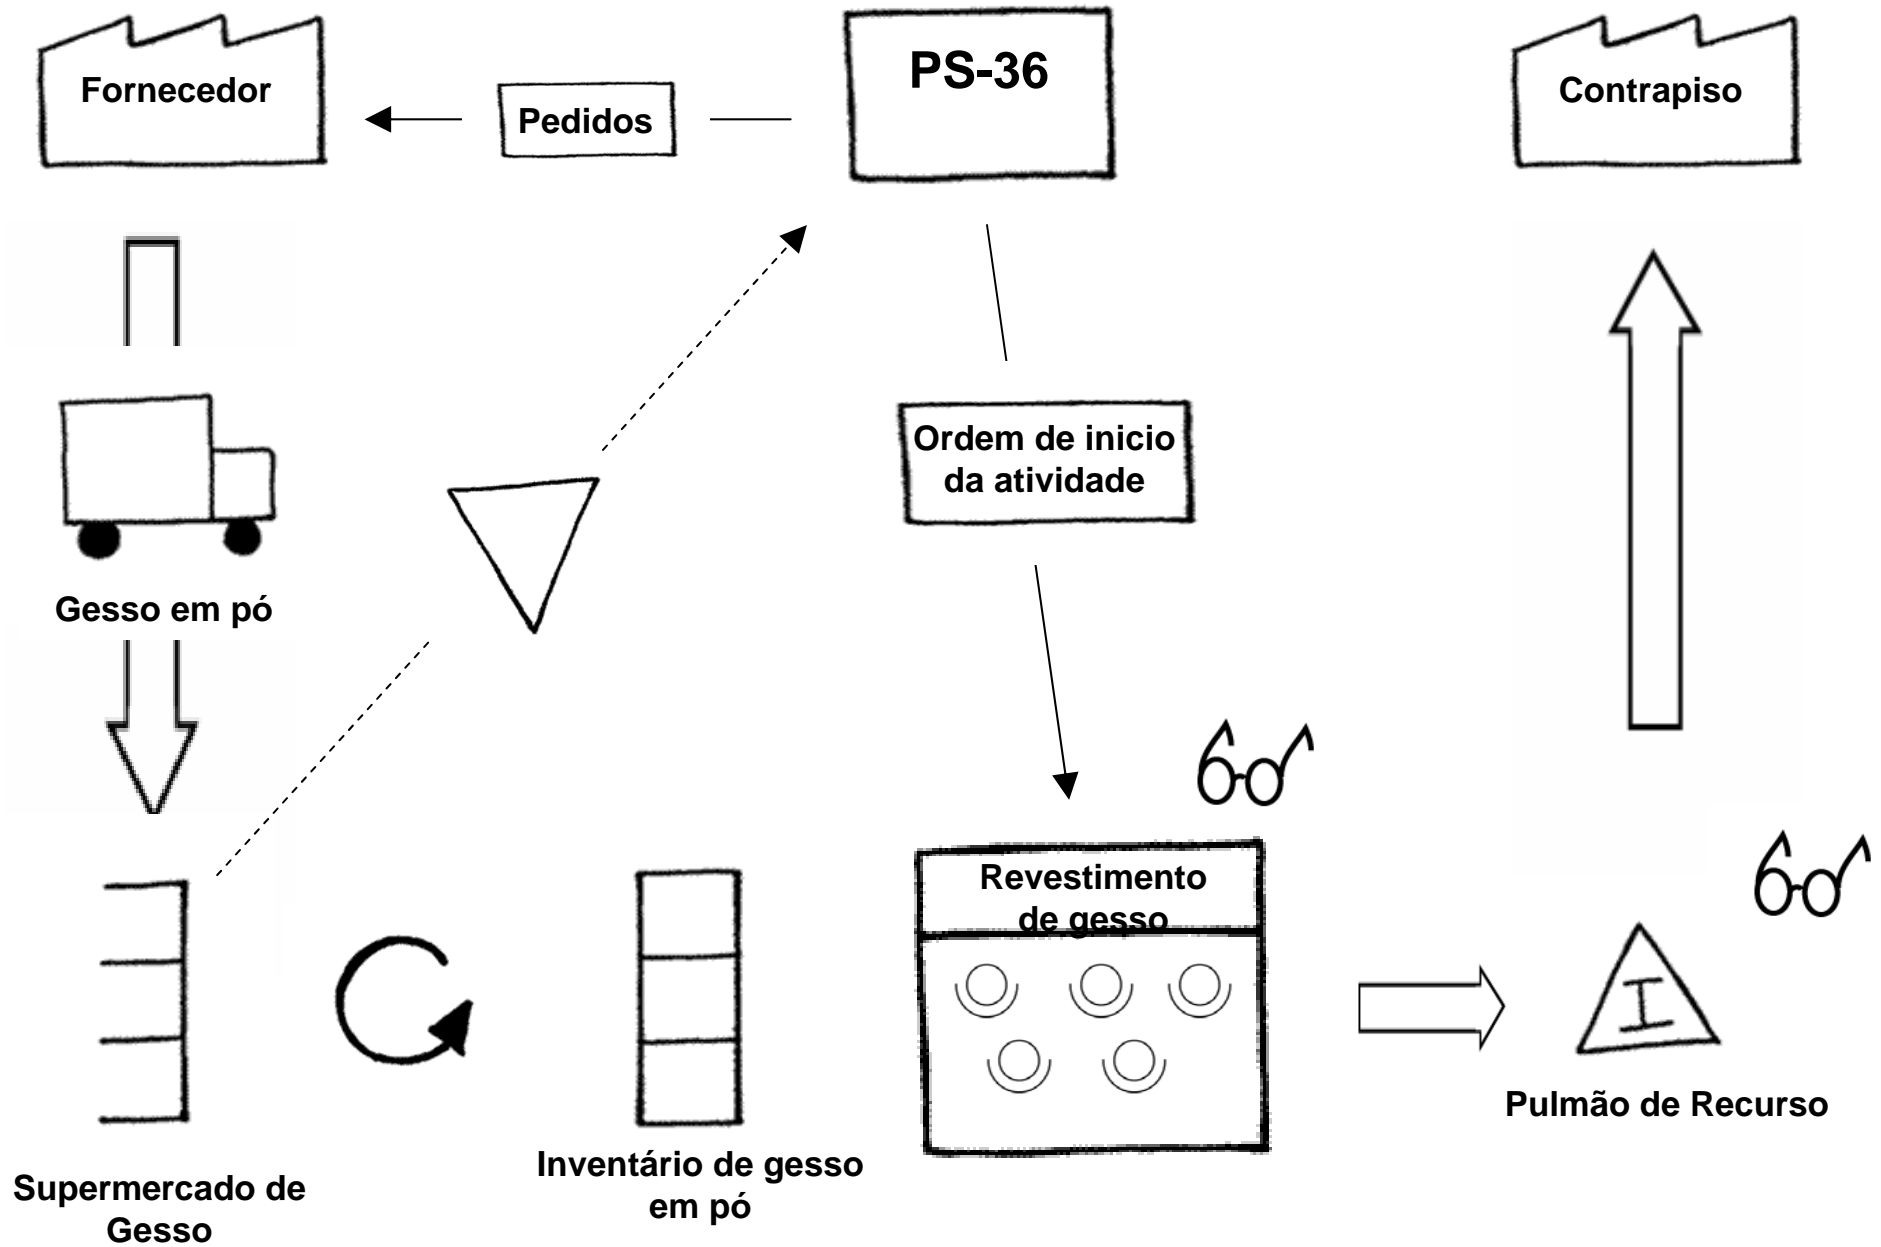 Fornecedor
Pedidos
PS-36
Contrapiso
Ordem de inicio
da atividade
Gesso em pó
Revestimento
de gesso
Pulmão de Recurso
Inventário de gesso
em pó
Supermercado de
Gesso